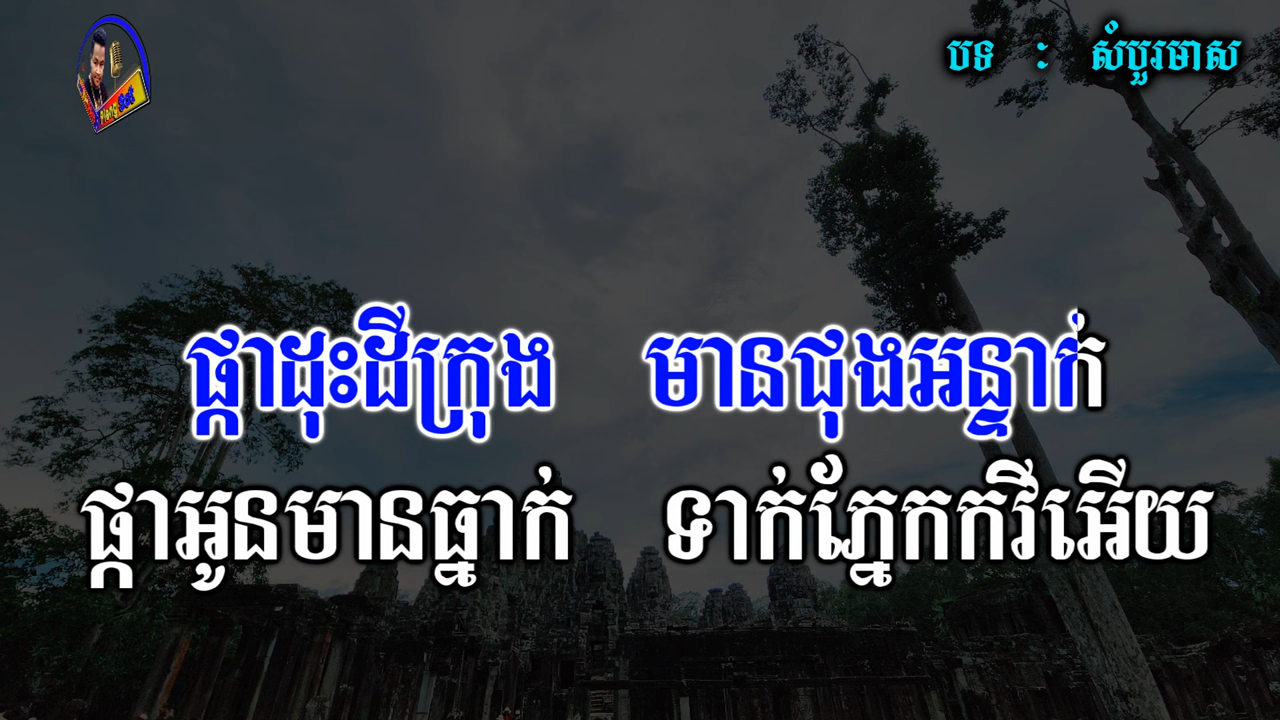 បទ : សំបួរមាស
ផ្កាដុះដីក្រុង មានជុងអន្ទាក់
ផ្កាអូនមានធ្នាក់ ទាក់ភ្នែកកវីអើយ